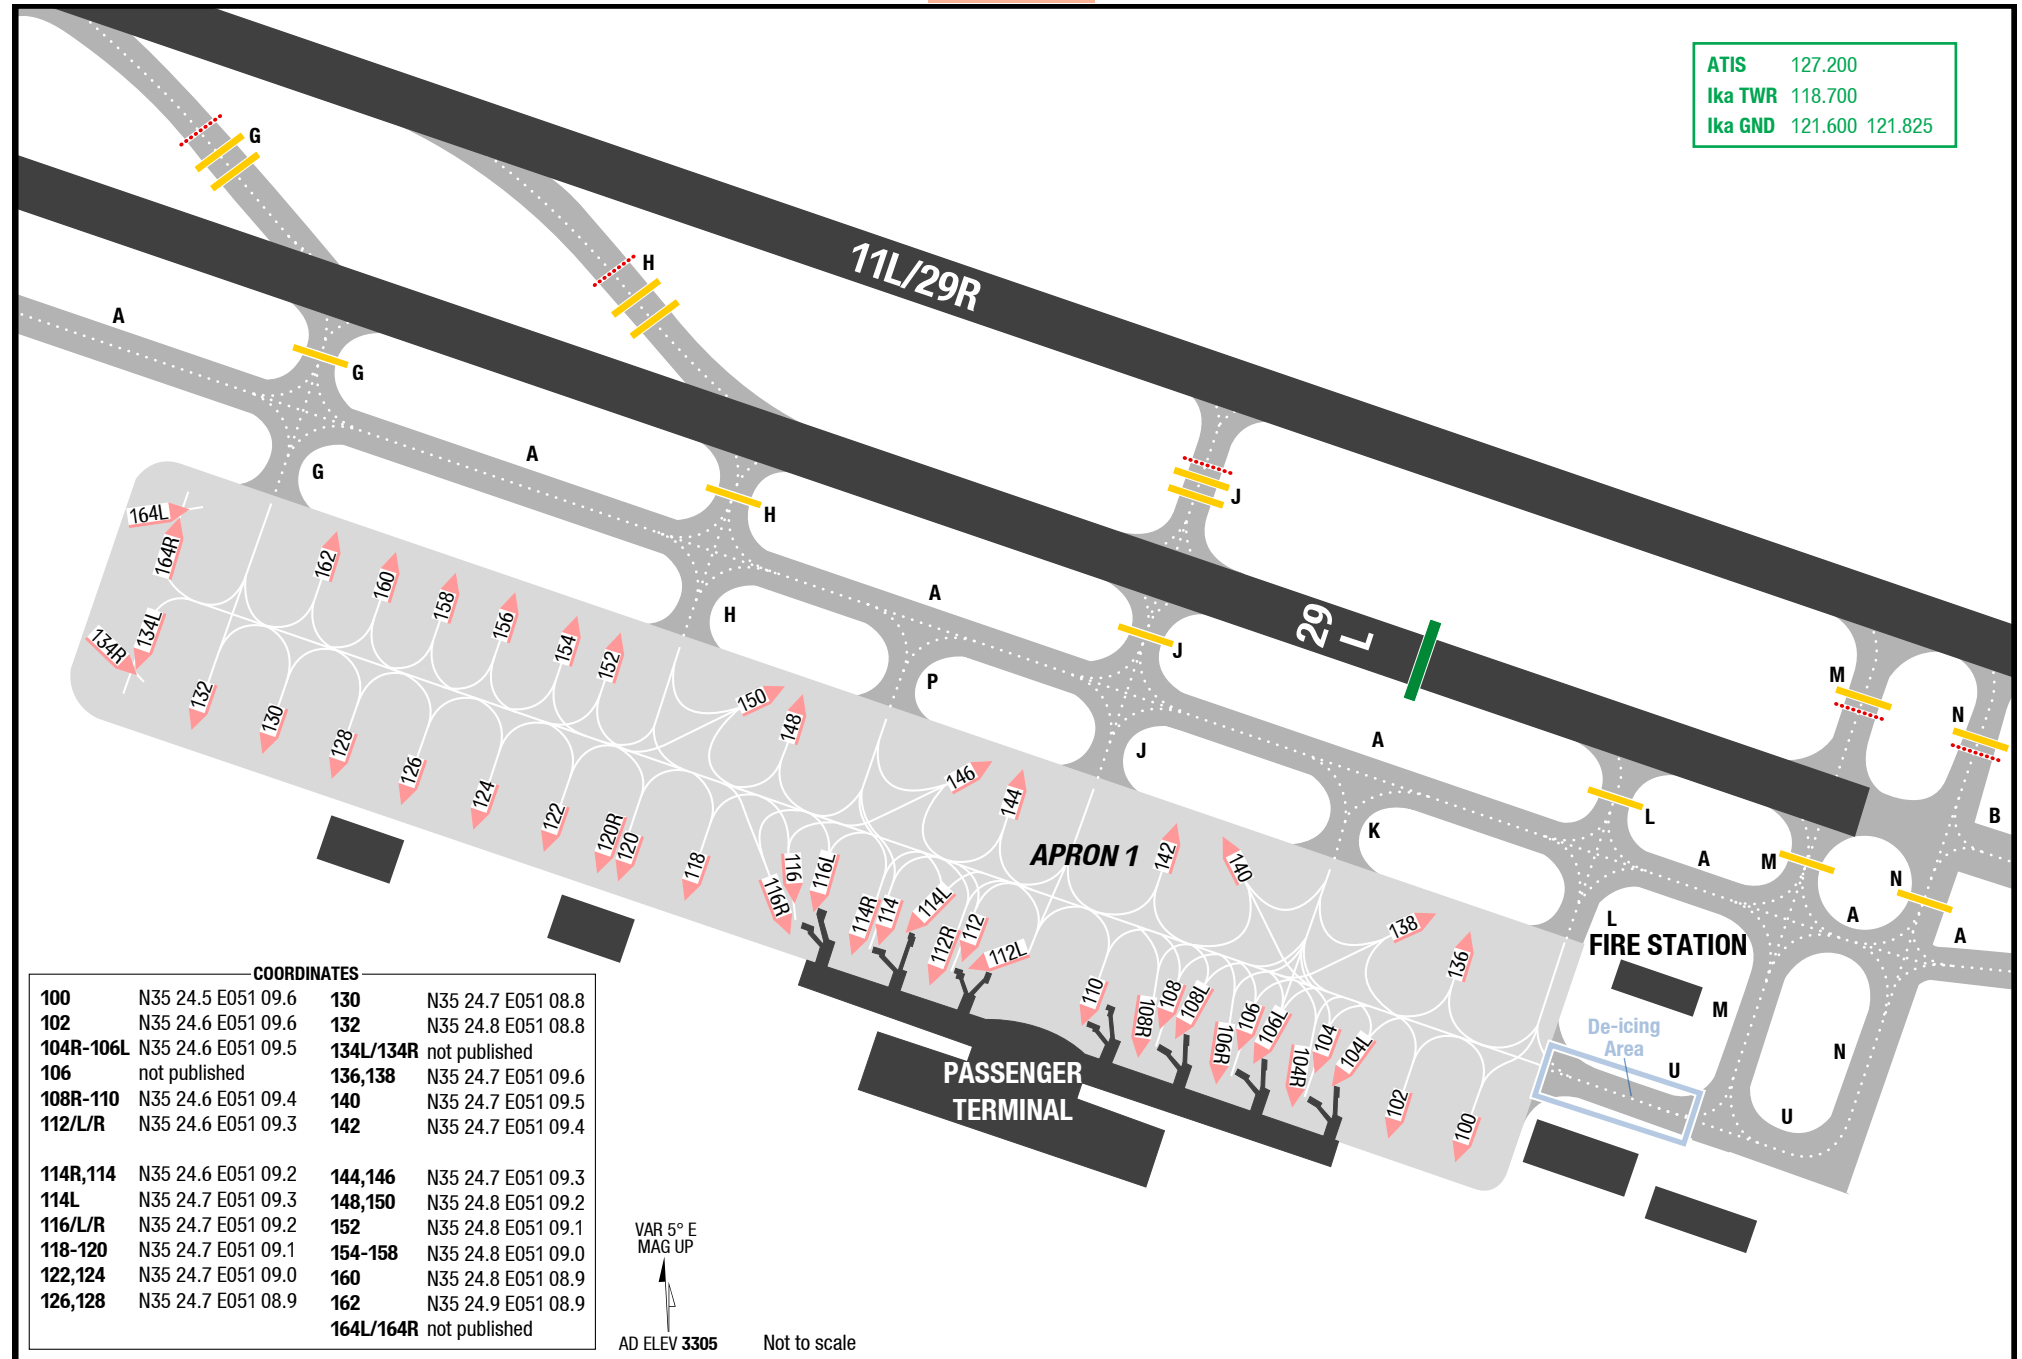 ATIS 127.200
Ika TWR 118.700
Ika GND 121.600 121.825
G
H
11L/29R
A
G
A
G
H
J
H
A
J
29
L
M
N
H
P
J
A
J
K
L
A
M
N
A
B
A
L
FIRE STATION
M
N
U
U
De-icing
Area
164L
164R
134L
134R
162
160
158
156
154
152
150
148
146
144
142
140
138
136
132
130
128
126
124
122
120R
120
118
116R
116
116L
114R
114
114L
112R
112
112L
110
108R
108
108L
106R
106
106L
104R
104
104L
102
100
APRON 1
PASSENGER
TERMINAL
COORDINATES
100 N35 24.5 E051 09.6
102 N35 24.6 E051 09.6
104R-106L N35 24.6 E051 09.5
106 not published
108R-110 N35 24.6 E051 09.4
112/L/R N35 24.6 E051 09.3
114R,114 N35 24.6 E051 09.2
114L N35 24.7 E051 09.3
116/L/R N35 24.7 E051 09.2
118-120 N35 24.7 E051 09.1
122,124 N35 24.7 E051 09.0
126,128 N35 24.7 E051 08.9
130 N35 24.7 E051 08.8
132 N35 24.8 E051 08.8
134L/134R not published
136,138 N35 24.7 E051 09.6
140 N35 24.7 E051 09.5
142 N35 24.7 E051 09.4
144,146 N35 24.7 E051 09.3
148,150 N35 24.8 E051 09.2
152 N35 24.8 E051 09.1
154-158 N35 24.8 E051 09.0
160 N35 24.8 E051 08.9
162 N35 24.9 E051 08.9
164L/164R not published
VAR 5° E
MAG UP
AD ELEV 3305
Not to scale